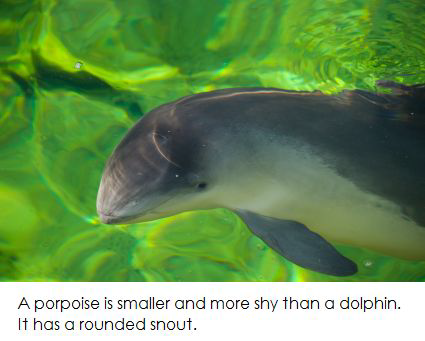 A porpoise is smaller and more shy than a dolphin.
It has a rounded snout.